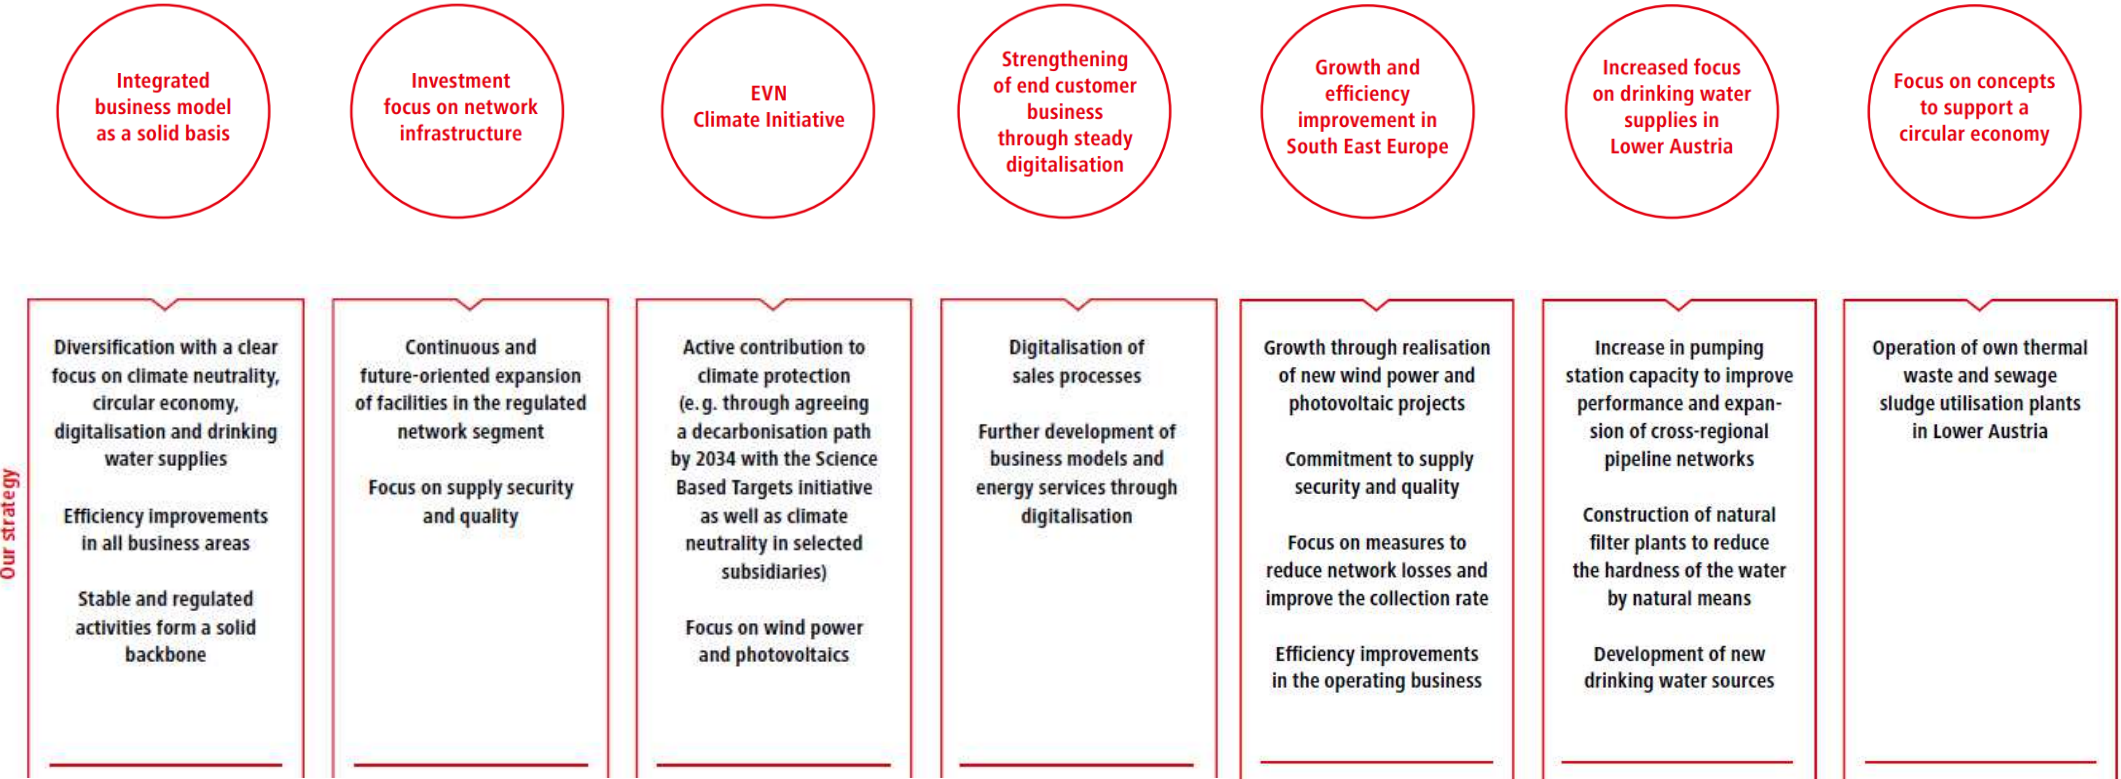 Integrated
business model
as a solid basis
Investment
focus on network
infrastructure
EVN
Climate Initiative
Strengthening
of end customer
business
through steady
digitalisation
Growth and
efficiency
improvement in
South East Europe
Increased focus
on drinking water
supplies in
Lower Austria
Focus on concepts
to support a
circular economy
Our strategy
Diversification with a clear
focus on climate neutrality,
circular economy,
digitalisation and drinking
water supplies
Efficiency improvements
in all business areas
Stable and regulated
activities form a solid
backbone
Continuous and
future-oriented expansion
of facilities in the regulated
network segment
Focus on supply security
and quality
Active contribution to
climate protection
(e. g. through agreeing
a decarbonisation path
by 2034 with the Science
Based Targets initiative
as well as climate
neutrality in selected
subsidiaries)
Focus on wind power
and photovoltaics
Digitalisation of
sales processes
Further development of
business models and
energy services through
digitalisation
Growth through realisation
of new wind power and
photovoltaic projects
Commitment to supply
security and quality
Focus on measures to
reduce network losses and
improve the collection rate
Efficiency improvements
in the operating business
Increase in pumping
station capacity to improve
performance and expan-
sion of cross-regional
pipeline networks
Construction of natural
filter plants to reduce
the hardness of the water
by natural means
Development of new
drinking water sources
Operation of own thermal
waste and sewage
sludge utilisation plants
in Lower Austria